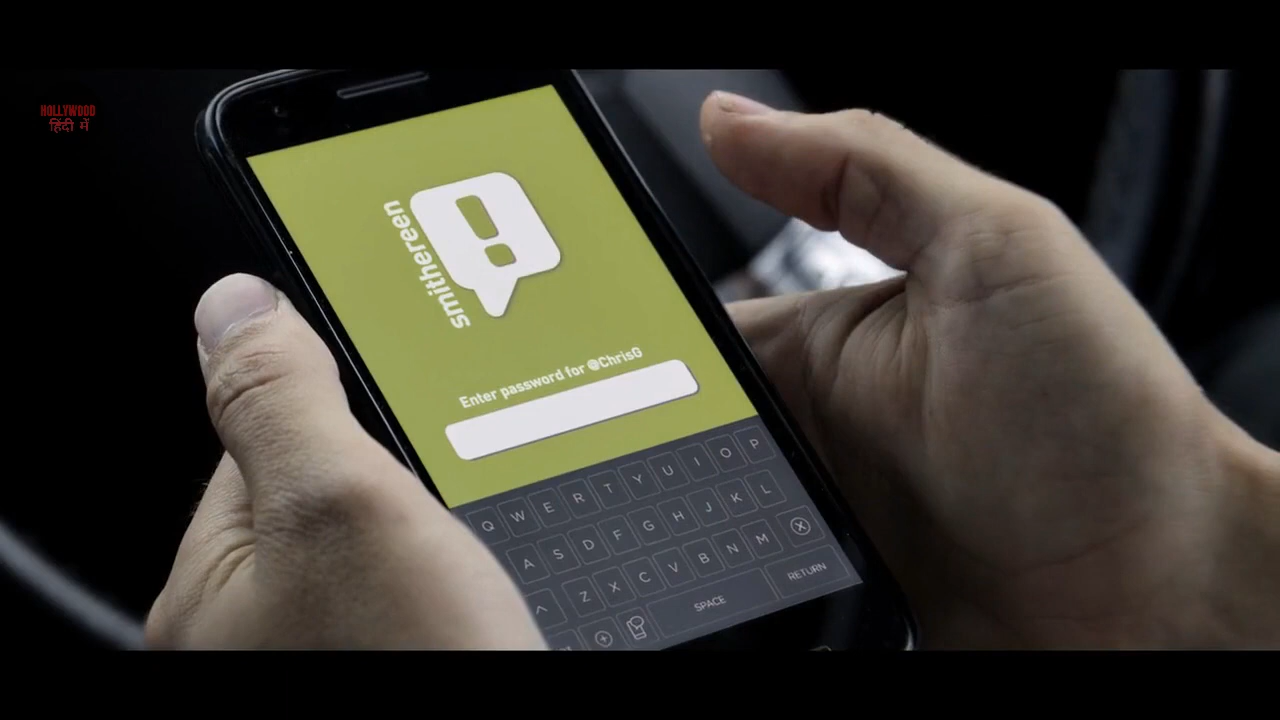 HOLLYWOOD
हिंदी में
smithereen
Enter password for @ChrisG
Q W E R T Y U I O P
A S D F G H J K L
Z X C V B N M
SPACE
RETURN